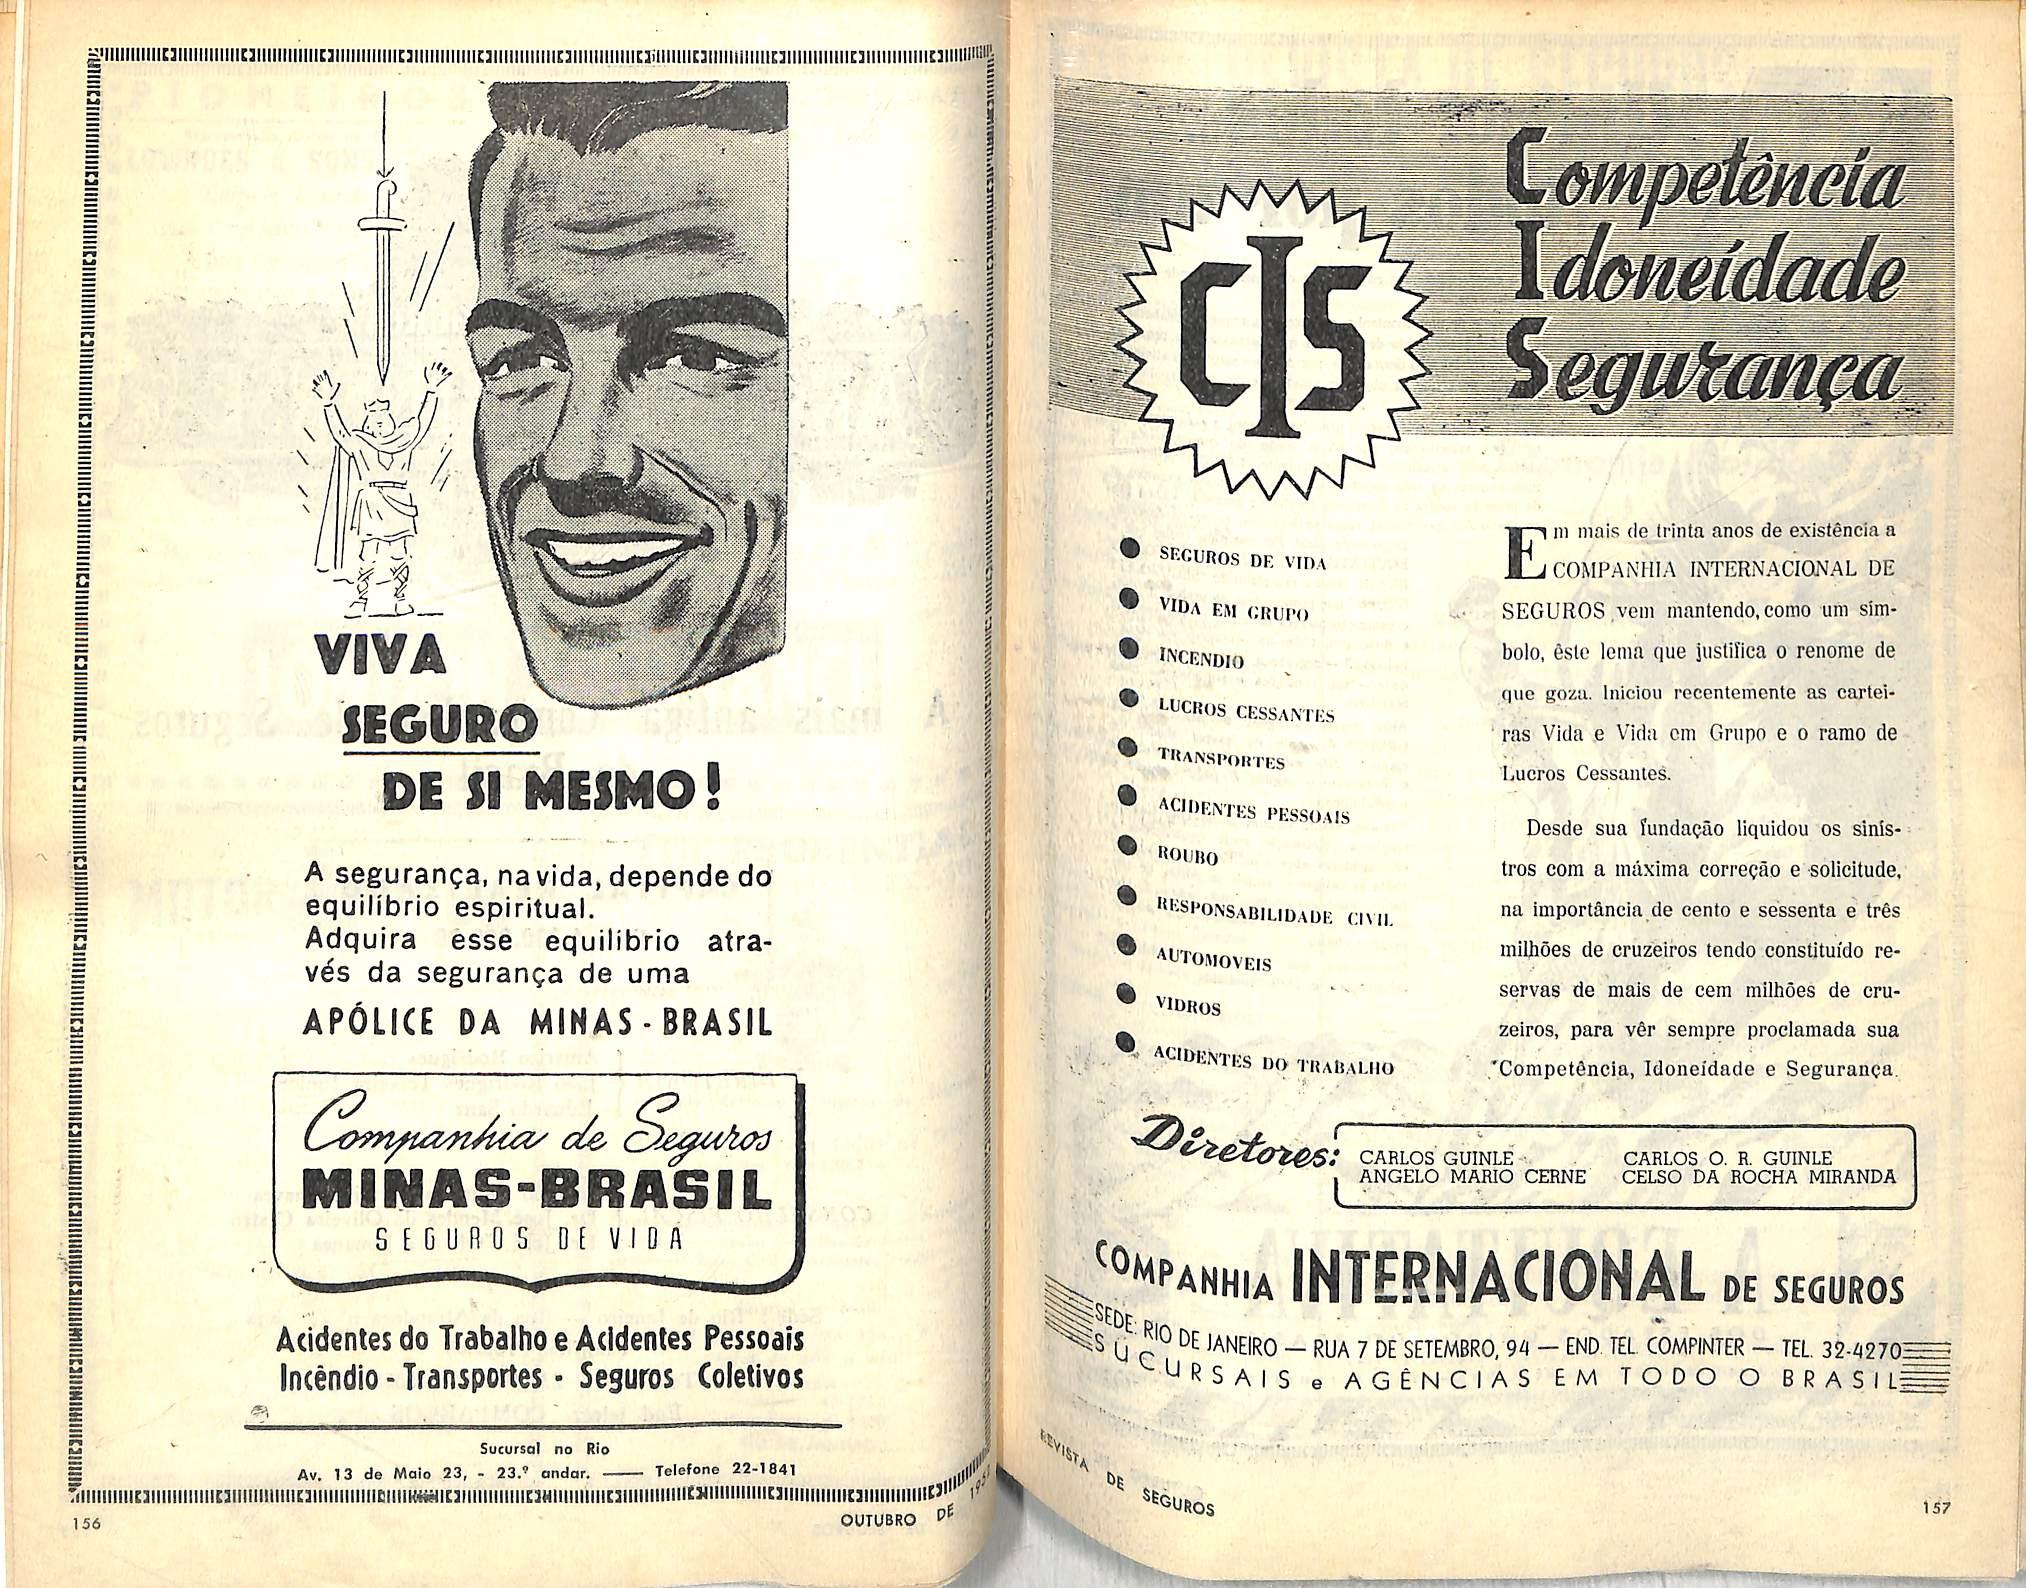 VIVA
SEGURO
DE SI MESMO!
A segurança, na vida, depende do
equilíbrio espiritual.
Adquira esse equilibrio atra-
vés da segurança de uma
APÓLICE DA MINAS-BRASIL
Companhia de Seguros
MINAS-BRASIL
SEGUROS DE VIDA
Acidentes do Trabalho e Acidentes Pessoais
Incêndio - Transportes - Seguros Coletivos
Sucursal no Rio
Av. 13 de Maio 23, - 23.º andar. —— Telefone 22-1841
156
OUTUBRO DE
CIS
Competência
Idoneídade
Segurança
SEGUROS DE VIDA
VIDA EM GRUPO
INCENDIO
LUCROS CESSANTES
TRANSPORTES
ACIDENTES PESSOAIS
ROUBO
RESPONSABILIDADE CIVIL
AUTOMOVEIS
VIDROS
ACIDENTES DO TRABALHO
Em mais de trinta anos de existência a
COMPANHIA INTERNACIONAL DE
SEGUROS vem mantendo, como um sím-
bolo, êste lema que justifica o renome de
que goza. Iniciou recentemente as cartei-
ras Vida e Vida em Grupo e o ramo de
Lucros Cessantes.
Desde sua fundação liquidou os sinis-
tros com a máxima correção e solicitude,
na importância de cento e sessenta e três
milhões de cruzeiros tendo constituído re-
servas de mais de cem milhões de cru-
zeiros, para vêr sempre proclamada sua
Competência, Idoneídade e Segurança.
Diretores:
CARLOS GUINLE CARLOS O. R. GUINLE
ANGELO MARIO CERNE CELSO DA ROCHA MIRANDA
COMPANHIA INTERNACIONAL DE SEGUROS
SEDE: RIO DE JANEIRO — RUA 7 DE SETEMBRO, 94 — END. TEL. COMPINTER — TEL. 32-4270
SUCURSAIS e AGÊNCIAS EM TODO O BRASIL
REVISTA DE SEGUROS
157